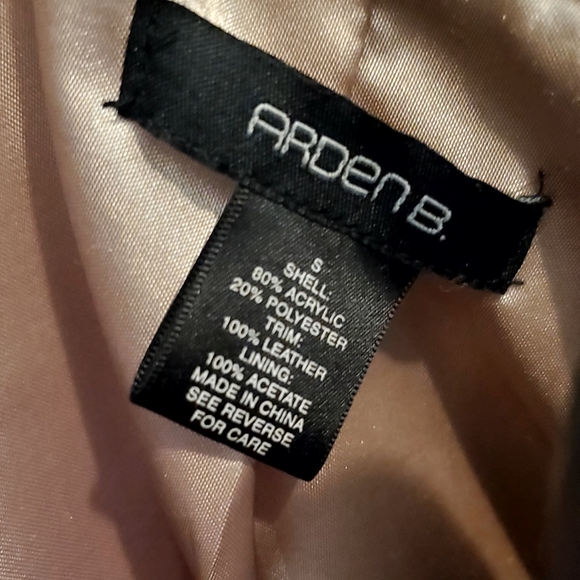 ARDen B.
S
SHELL:
80% ACRYLIC
20% POLYESTER
TRIM:
100% LEATHER
LINING:
100% ACETATE
MADE IN CHINA
SEE REVERSE
FOR CARE